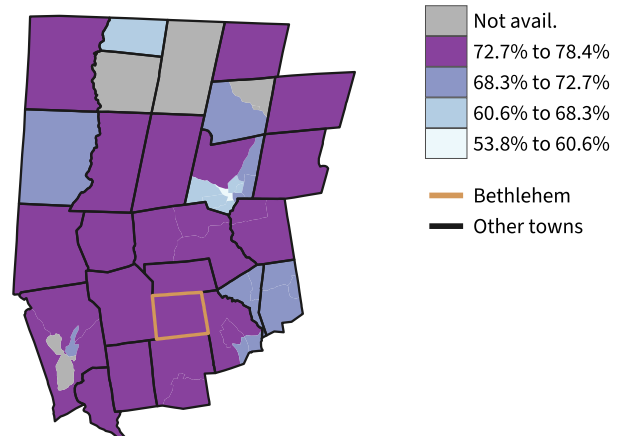 Not avail.
72.7% to 78.4%
68.3% to 72.7%
60.6% to 68.3%
53.8% to 60.6%
Bethlehem
Other towns